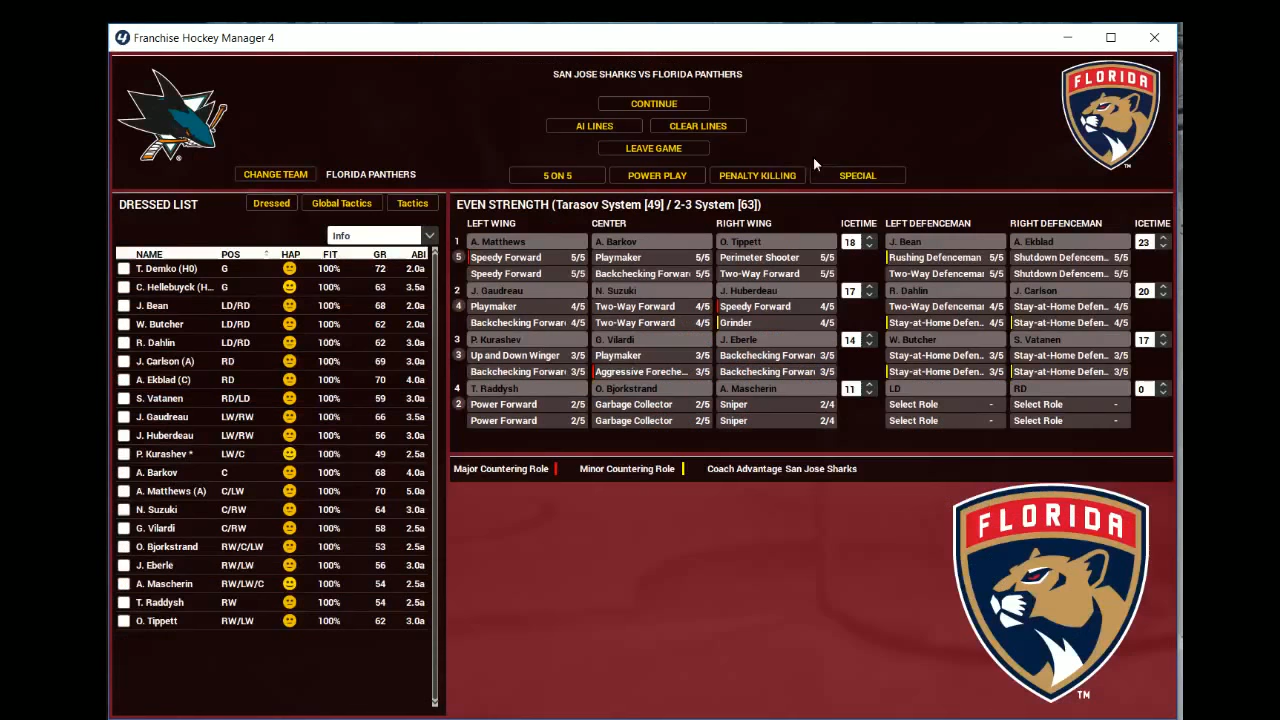 Franchise Hockey Manager 4
SAN JOSE SHARKS VS FLORIDA PANTHERS
CONTINUE
AI LINES CLEAR LINES
LEAVE GAME
FLORIDA
CHANGE TEAM FLORIDA PANTHERS
5 ON 5 POWER PLAY PENALTY KILLING SPECIAL
DRESSED LIST Dressed Global Tactics Tactics
Info
NAME POS HAP FIT GR ABI
T. Demko (H0) G 100% 72 2.0a
C. Hellebuyck (H... G 100% 63 3.5a
J. Bean LD/RD 100% 68 2.0a
W. Butcher LD/RD 100% 62 2.0a
R. Dahlin LD/RD 100% 62 3.0a
J. Carlson (A) RD 100% 69 3.0a
A. Ekblad (C) RD 100% 70 4.0a
S. Vatanen RD/LD 100% 59 3.0a
J. Gaudreau LW/RW 100% 66 3.5a
J. Huberdeau LW/RW 100% 56 3.0a
P. Kurashev * LW/C 100% 49 2.5a
A. Barkov C 100% 68 4.0a
A. Matthews (A) C/LW 100% 70 5.0a
N. Suzuki C/RW 100% 64 3.0a
G. Vilardi C/RW 100% 58 2.5a
O. Bjorkstrand RW/C/LW 100% 53 2.5a
J. Eberle RW/LW 100% 56 3.0a
A. Mascherin RW/LW/C 100% 54 2.5a
T. Raddysh RW 100% 54 2.5a
O. Tippett RW/LW 100% 62 3.0a
EVEN STRENGTH (Tarasov System [49] / 2-3 System [63])
LEFT WING CENTER RIGHT WING ICETIME LEFT DEFENCEMAN RIGHT DEFENCEMAN ICETIME
1 A. Matthews A. Barkov O. Tippett 18 J. Bean A. Ekblad 23
5 Speedy Forward 5/5 Playmaker 5/5 Perimeter Shooter 5/5 Rushing Defenceman 5/5 Shutdown Defencem.. 5/5
Speedy Forward 5/5 Backchecking Forwar 5/5 Two-Way Forward 5/5 Two-Way Defenceman 5/5 Shutdown Defencem.. 5/5
2 J. Gaudreau N. Suzuki J. Huberdeau 17 R. Dahlin J. Carlson 20
4 Playmaker 4/5 Two-Way Forward 4/5 Speedy Forward 4/5 Two-Way Defenceman 4/5 Stay-at-Home Defen.. 4/5
Backchecking Forwar 4/5 Two-Way Forward 4/5 Grinder 4/5 Stay-at-Home Defen.. 4/5 Stay-at-Home Defen.. 4/5
3 P. Kurashev G. Vilardi J. Eberle 14 W. Butcher S. Vatanen 17
3 Up and Down Winger 3/5 Playmaker 3/5 Backchecking Forwar 3/5 Stay-at-Home Defen.. 3/5 Stay-at-Home Defen.. 3/5
Backchecking Forwar 3/5 Aggressive Foreche... 3/5 Backchecking Forwar 3/5 Stay-at-Home Defen.. 3/5 Stay-at-Home Defen.. 3/5
4 T. Raddysh O. Bjorkstrand A. Mascherin 11 LD RD 0
2 Power Forward 2/5 Garbage Collector 2/5 Sniper 2/4 Select Role - Select Role -
Power Forward 2/5 Garbage Collector 2/5 Sniper 2/4 Select Role - Select Role -
Major Countering Role Minor Countering Role Coach Advantage San Jose Sharks
FLORIDA
TM